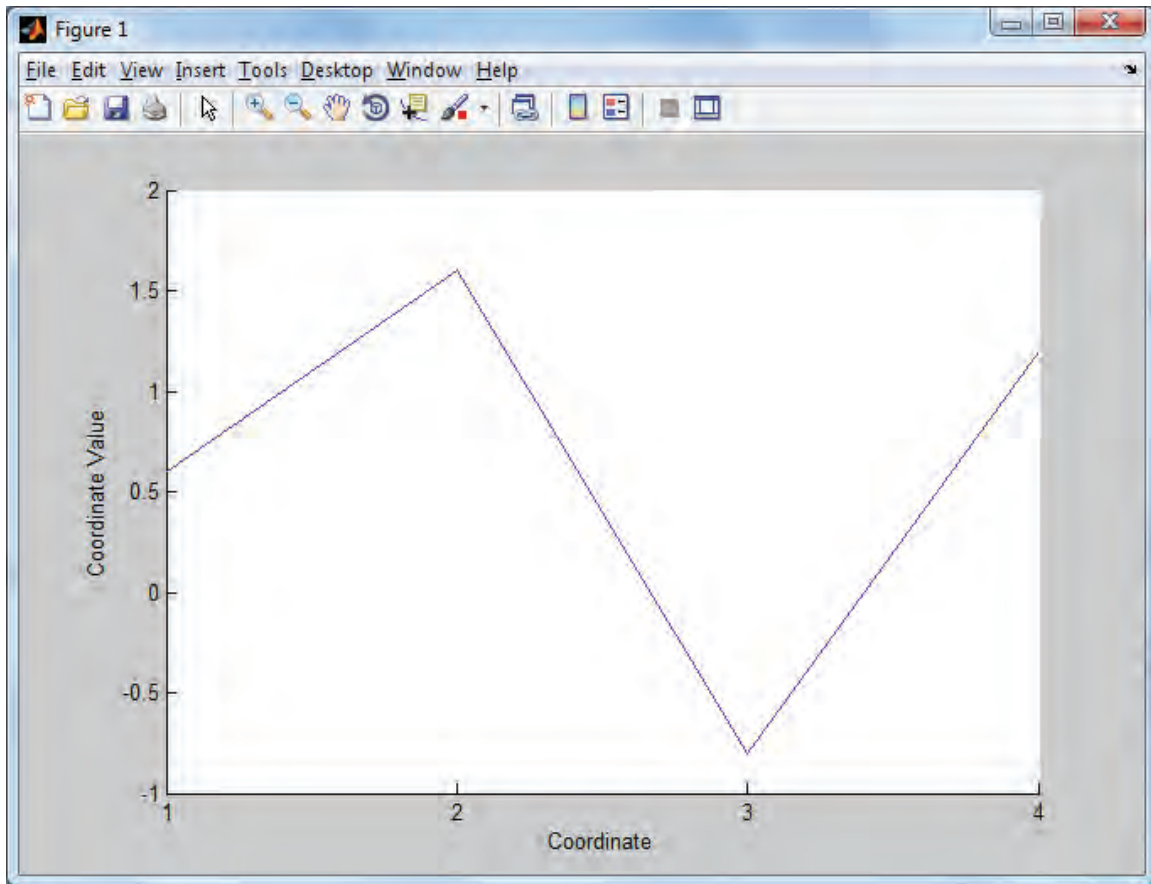 Figure 1
File Edit View Insert Tools Desktop Window Help
2
1.5
1
0.5
0
-0.5
-1
Coordinate Value
1 2 3 4
Coordinate